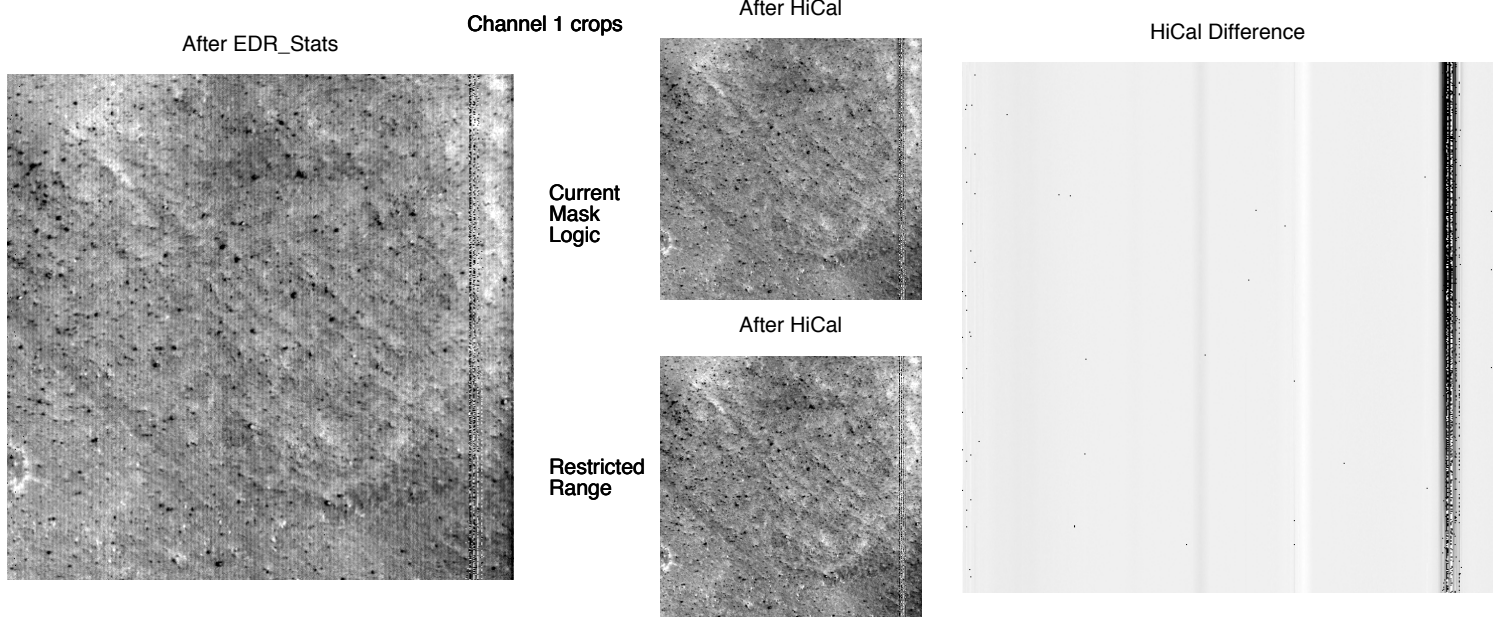 After EDR_Stats
Channel 1 crops
After HiCal
HiCal Difference
Current
Mask
Logic
After HiCal
Restricted
Range